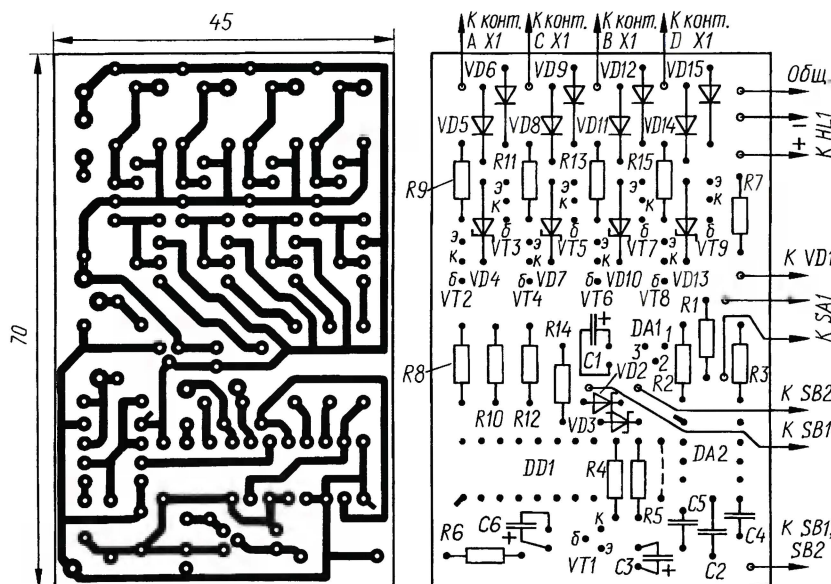 45
70
К конт. К конт. К конт. К конт.
A X1 C X1 B X1 D X1
VD6 VD9 VD12 VD15
Общ.
− +
К HL1
VD5 VD8 VD11 VD14
R11 R13 R15
R9 R7
э э э э
к к к к
б б б б
VT3 VT5 VT7 VT9
э э э э
к к к к
К VD1
б VD4 б VD7 б VD10 б VD13
VT2 VT4 VT6 VT8
К SA1
R14 + DA1 R1
C1 3 1 2
R8 VD2 R2 R3
К SB2
R10 R12 VD3
К SB1
DD1 R4 DA2
C5
R6 C6 + к R5 C4
б э
VT1 C3 + C2
К SB1,
SB2